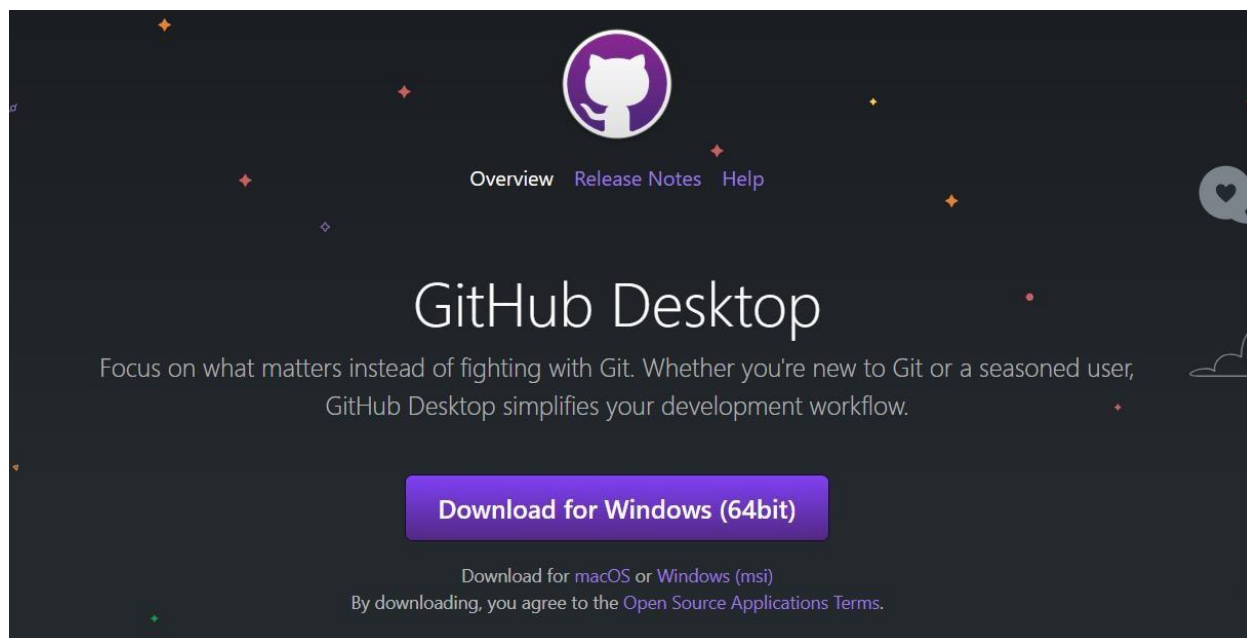 Overview Release Notes Help
GitHub Desktop
Focus on what matters instead of fighting with Git. Whether you're new to Git or a seasoned user,
GitHub Desktop simplifies your development workflow.
Download for Windows (64bit)
Download for macOS or Windows (msi)
By downloading, you agree to the Open Source Applications Terms.